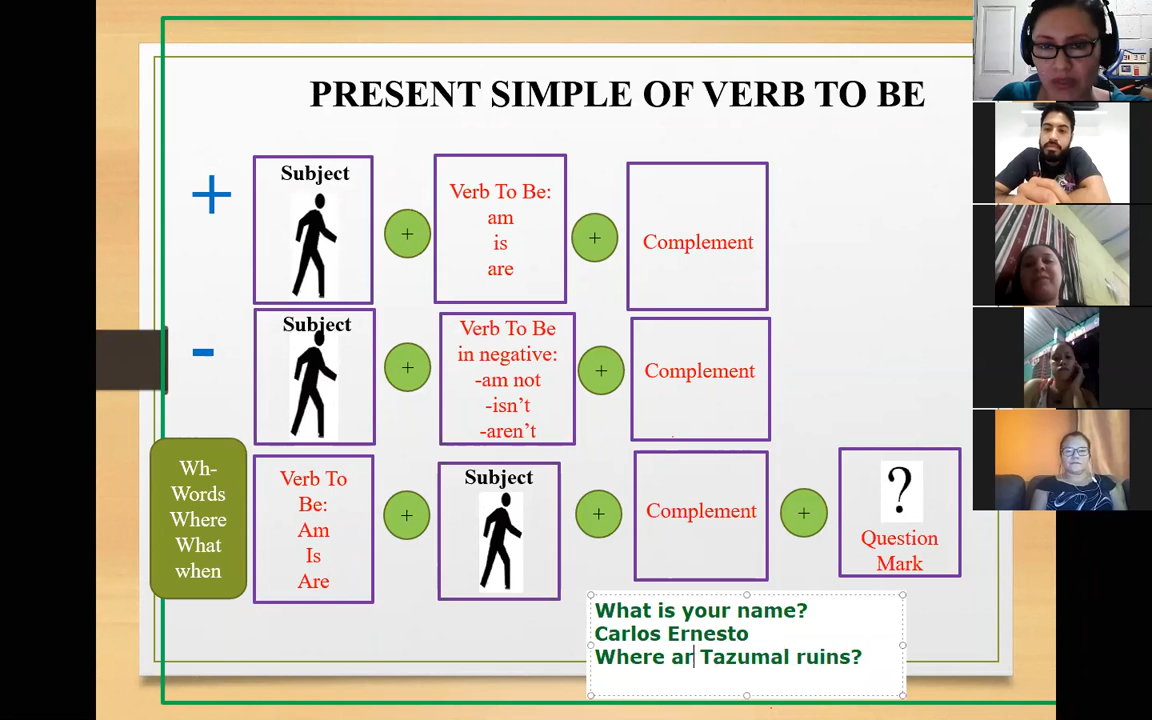 PRESENT SIMPLE OF VERB TO BE
+
Subject
+
Verb To Be:
am
is
are
+
Complement
-
Subject
+
Verb To Be
in negative:
-am not
-isn’t
-aren’t
+
Complement
Wh-
Words
Where
What
when
Verb To
Be:
Am
Is
Are
+
Subject
+
Complement
+
?
Question
Mark
What is your name?
Carlos Ernesto
Where ar Tazumal ruins?